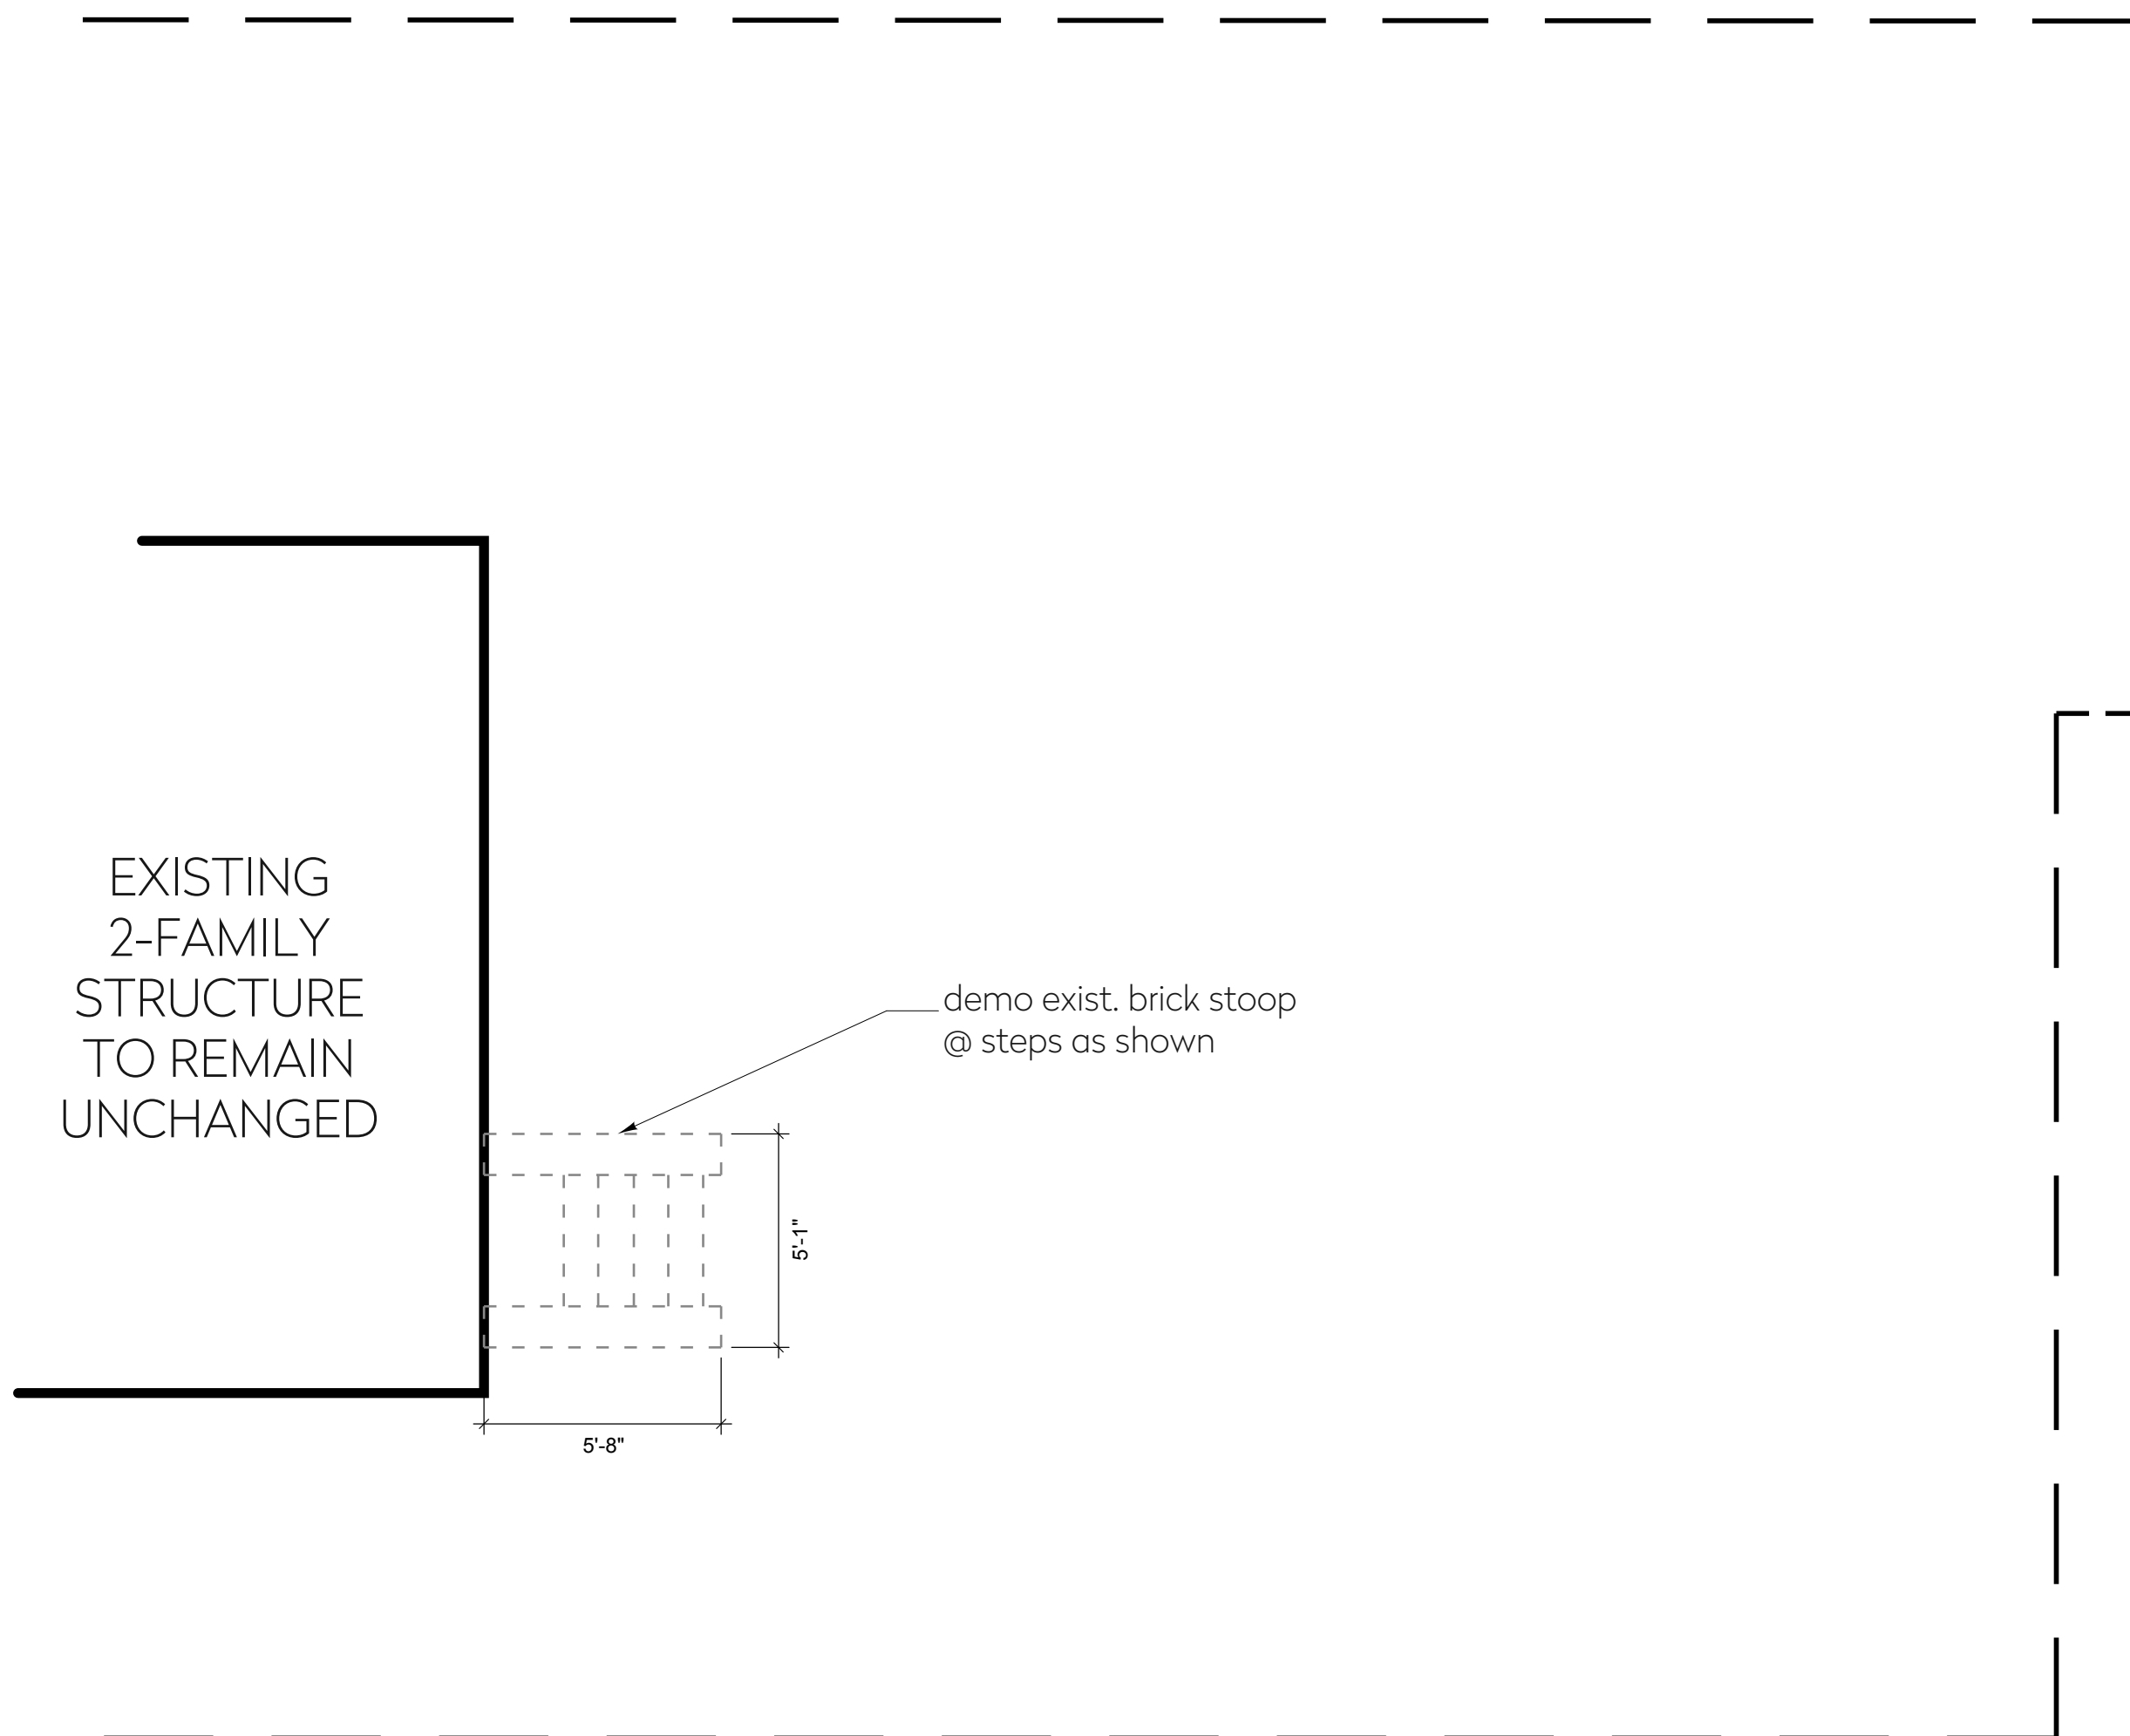 EXISTING
2-FAMILY
STRUCTURE
TO REMAIN
UNCHANGED
demo exist. brick stoop
@steps as shown
5'-1"
5'-8"